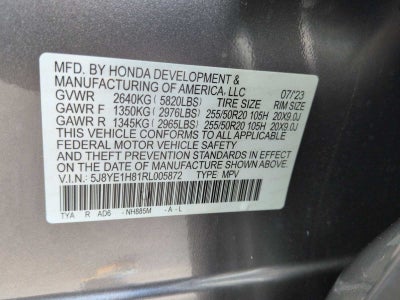 MFD. BY HONDA DEVELOPMENT &
MANUFACTURING OF AMERICA, LLC 07/23
GVWR 2640KG (5820LBS) TIRE SIZE RIM SIZE
GAWR F 1350KG (2976LBS) 255/50R20 105H 20X9.0J
GAWR R 1345KG (2965LBS) 255/50R20 105H 20X9.0J
THIS VEHICLE CONFORMS TO ALL APPLICABLE
FEDERAL MOTOR VEHICLE SAFETY, BUMPER,
AND THEFT PREVENTION STANDARDS IN EFFECT
ON THE DATE OF MANUFACTURE SHOWN ABOVE.
V.I.N.: 5J8YE1H81RL005872 TYPE: MPV
TYA R AD6 -NH885M -A -L